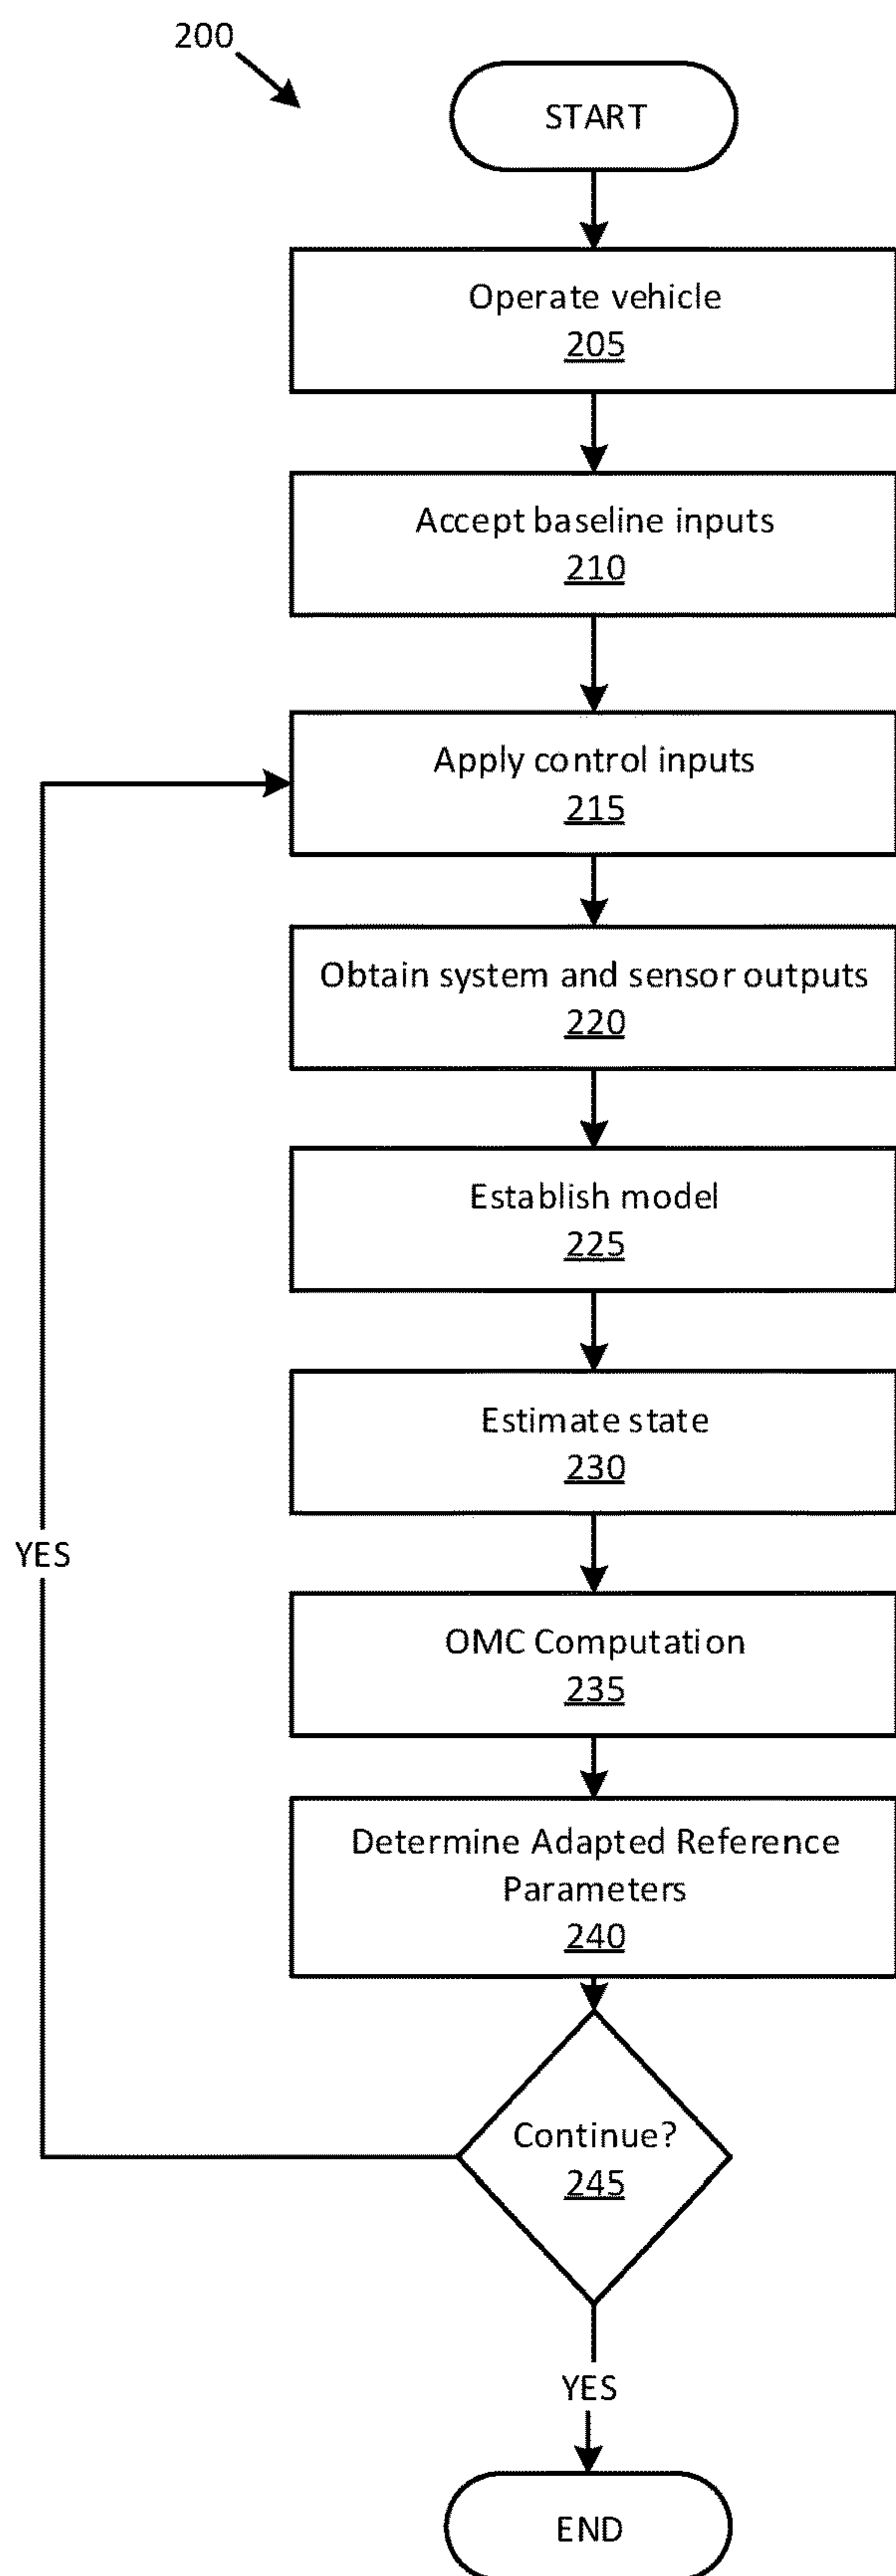 200
START
Operate vehicle
205
Accept baseline inputs
210
Apply control inputs
215
Obtain system and sensor outputs
220
Establish model
225
Estimate state
230
YES
OMC Computation
235
Determine Adapted Reference
Parameters
240
Continue?
245
YES
END